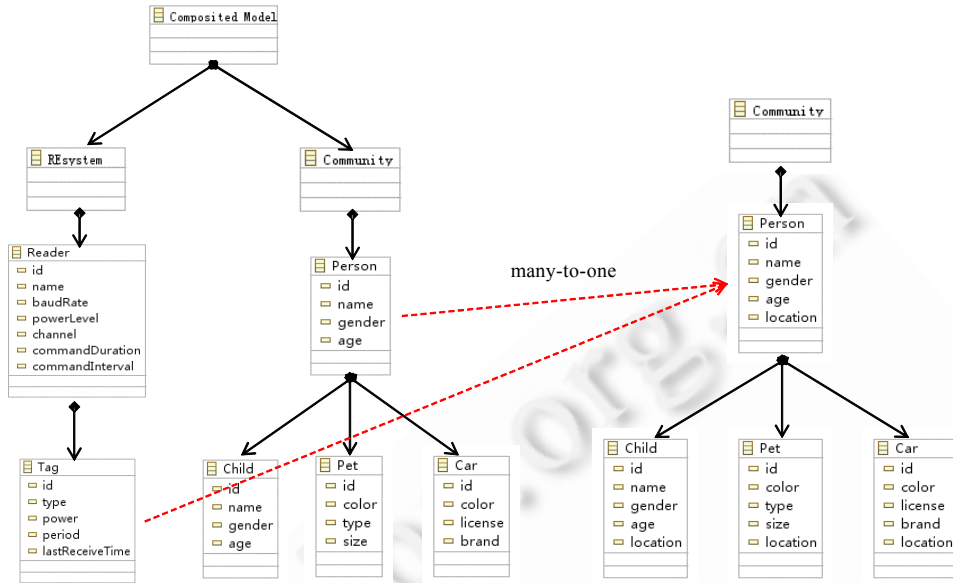 Composited Model
REsystem
Community
Reader
id
name
baudRate
powerLevel
channel
commandDuration
commandInterval
Person
id
name
gender
age
Tag
id
type
power
period
lastReceiveTime
Child
id
name
gender
age
Pet
id
color
type
size
Car
id
color
license
brand
many-to-one
Community
Person
id
name
gender
age
location
Child
id
name
gender
age
location
Pet
id
color
type
size
location
Car
id
color
license
brand
location